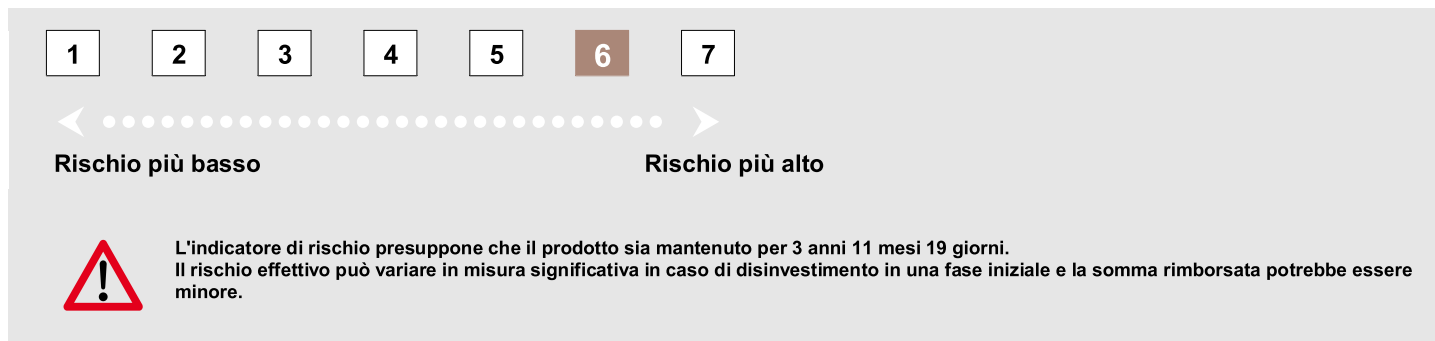 1 2 3 4 5 6 7
Rischio più basso Rischio più alto
L'indicatore di rischio presuppone che il prodotto sia mantenuto per 3 anni 11 mesi 19 giorni.
Il rischio effettivo può variare in misura significativa in caso di disinvestimento in una fase iniziale e la somma rimborsata potrebbe essere
minore.